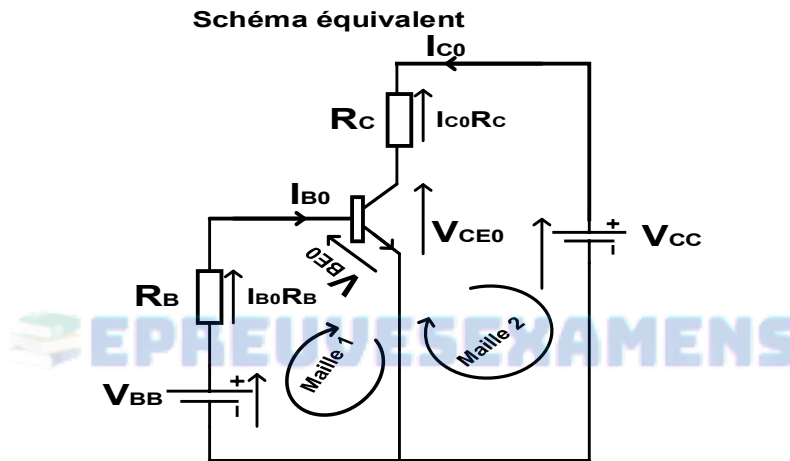 Schéma équivalent
IC0
RC
IC0RC
IB0
VBE0
VCE0
VCC
+
-
RB
IB0RB
Maille 1
Maille 2
VBB
+
-
EPREUVESEXAMENS